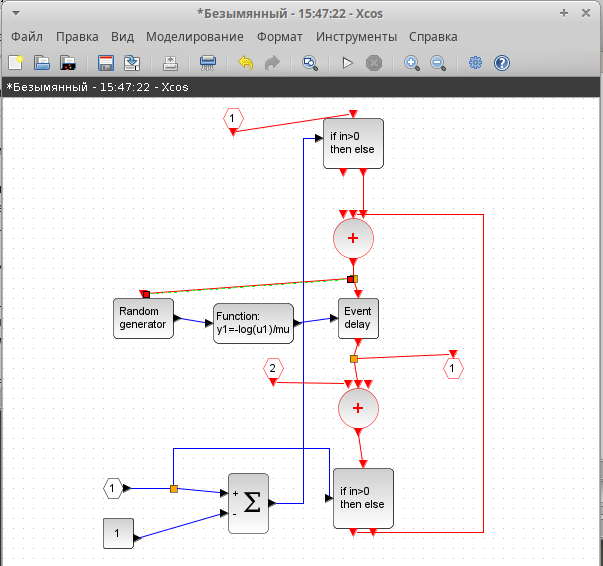 *Безымянный - 15:47:22 - Xcos
Файл Правка Вид Моделирование Формат Инструменты Справка
*Безымянный - 15:47:22 - Xcos
1
if in>0
then else
+
Random
generator
Function:
y1=-log(u1)/mu
Event
delay
2
1
+
1
+
-
Σ
if in>0
then else
1